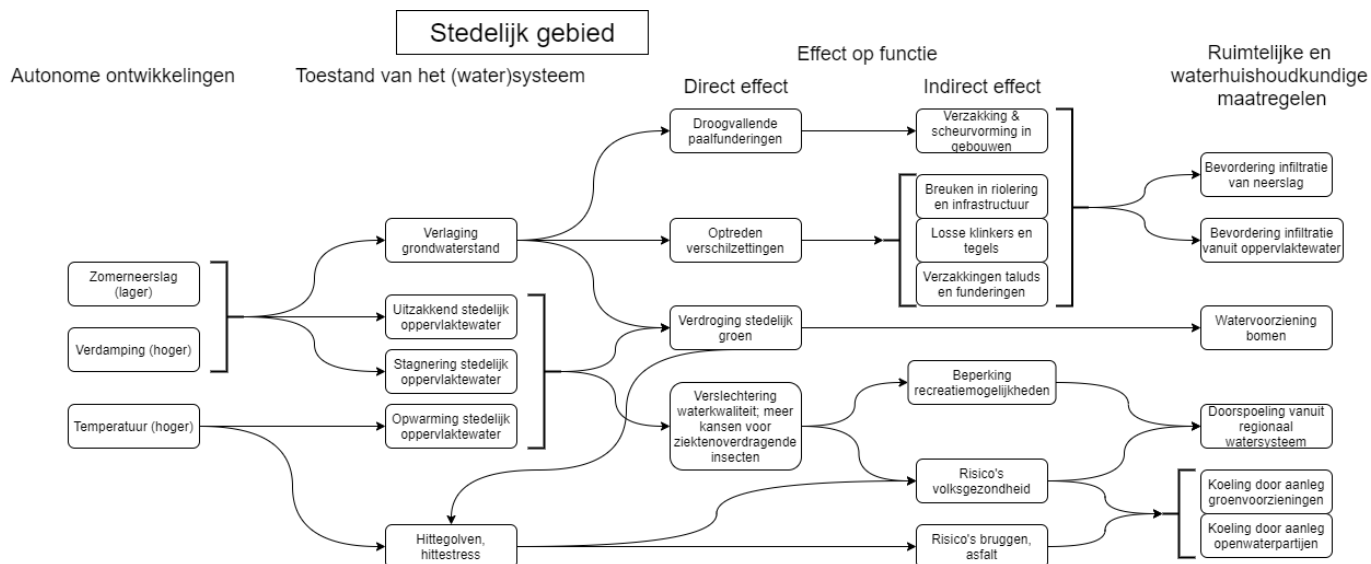 Stedelijk gebied
Autonome ontwikkelingen
Toestand van het (water)systeem
Effect op functie
Direct effect
Indirect effect
Ruimtelijke en
waterhuishoudkundige
maatregelen
Zomerneerslag
(lager)
Verdamping (hoger)
Temperatuur (hoger)
Verlaging
grondwaterstand
Uitzakkend stedelijk
oppervlaktewater
Stagnering stedelijk
oppervlaktewater
Opwarming stedelijk
oppervlaktewater
Hittegolven,
hittestress
Droogvallende
paalfunderingen
Optreden
verschilzettingen
Verdroging stedelijk
groen
Verslechtering
waterkwaliteit; meer
kansen voor
ziektenoverdragende
insecten
Verzakking &
scheurvorming in
gebouwen
Breuken in riolering
en infrastructuur
Losse klinkers en
tegels
Verzakkingen taluds
en funderingen
Beperking
recreatiemogelijkheden
Risico's
volksgezondheid
Risico's bruggen,
asfalt
Bevordering infiltratie
van neerslag
Bevordering infiltratie
vanuit oppervlaktewater
Watervoorziening
bomen
Doorspoeling vanuit
regionaal
watersysteem
Koeling door aanleg
groenvoorzieningen
Koeling door aanleg
openwaterpartijen